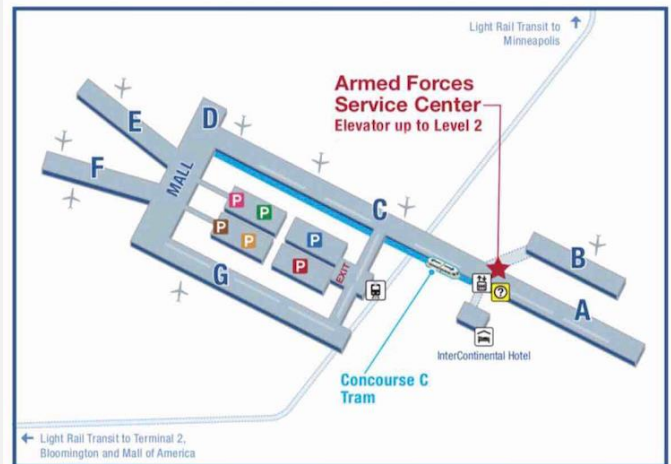 Light Rail Transit to
Minneapolis
Armed Forces
Service Center
Elevator up to Level 2
E
D
F
MALL
C
P
P
P
P
P
P
EXIT
G
B
A
?
InterContinental Hotel
Concourse C
Tram
Light Rail Transit to Terminal 2,
Bloomington and Mall of America